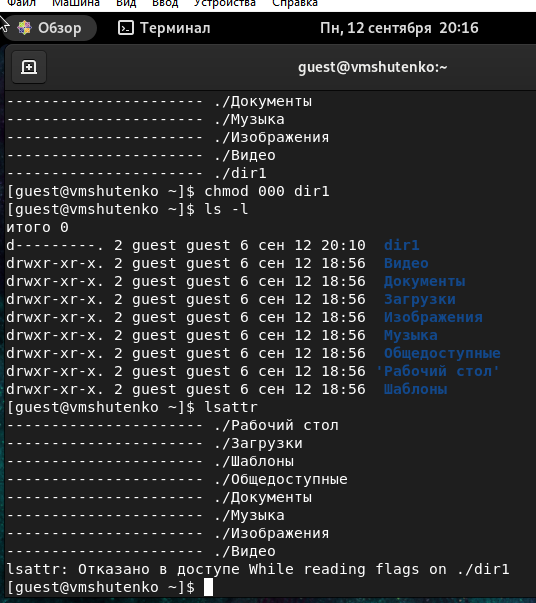 Файл Машина Вид Ввод Устройства Справка
Обзор Терминал Пн, 12 сентября 20:16
guest@vmshutenko:~
---------------------- ./Документы
---------------------- ./Музыка
---------------------- ./Изображения
---------------------- ./Видео
---------------------- ./dir1
[guest@vmshutenko ~]$ chmod 000 dir1
[guest@vmshutenko ~]$ ls -l
итого 0
d---------. 2 guest guest 6 сен 12 20:10  dir1
drwxr-xr-x. 2 guest guest 6 сен 12 18:56  Видео
drwxr-xr-x. 2 guest guest 6 сен 12 18:56  Документы
drwxr-xr-x. 2 guest guest 6 сен 12 18:56  Загрузки
drwxr-xr-x. 2 guest guest 6 сен 12 18:56  Изображения
drwxr-xr-x. 2 guest guest 6 сен 12 18:56  Музыка
drwxr-xr-x. 2 guest guest 6 сен 12 18:56  Общедоступные
drwxr-xr-x. 2 guest guest 6 сен 12 18:56 'Рабочий стол'
drwxr-xr-x. 2 guest guest 6 сен 12 18:56  Шаблоны
[guest@vmshutenko ~]$ lsattr
---------------------- ./Рабочий стол
---------------------- ./Загрузки
---------------------- ./Шаблоны
---------------------- ./Общедоступные
---------------------- ./Документы
---------------------- ./Музыка
---------------------- ./Изображения
---------------------- ./Видео
lsattr: Отказано в доступе While reading flags on ./dir1
[guest@vmshutenko ~]$